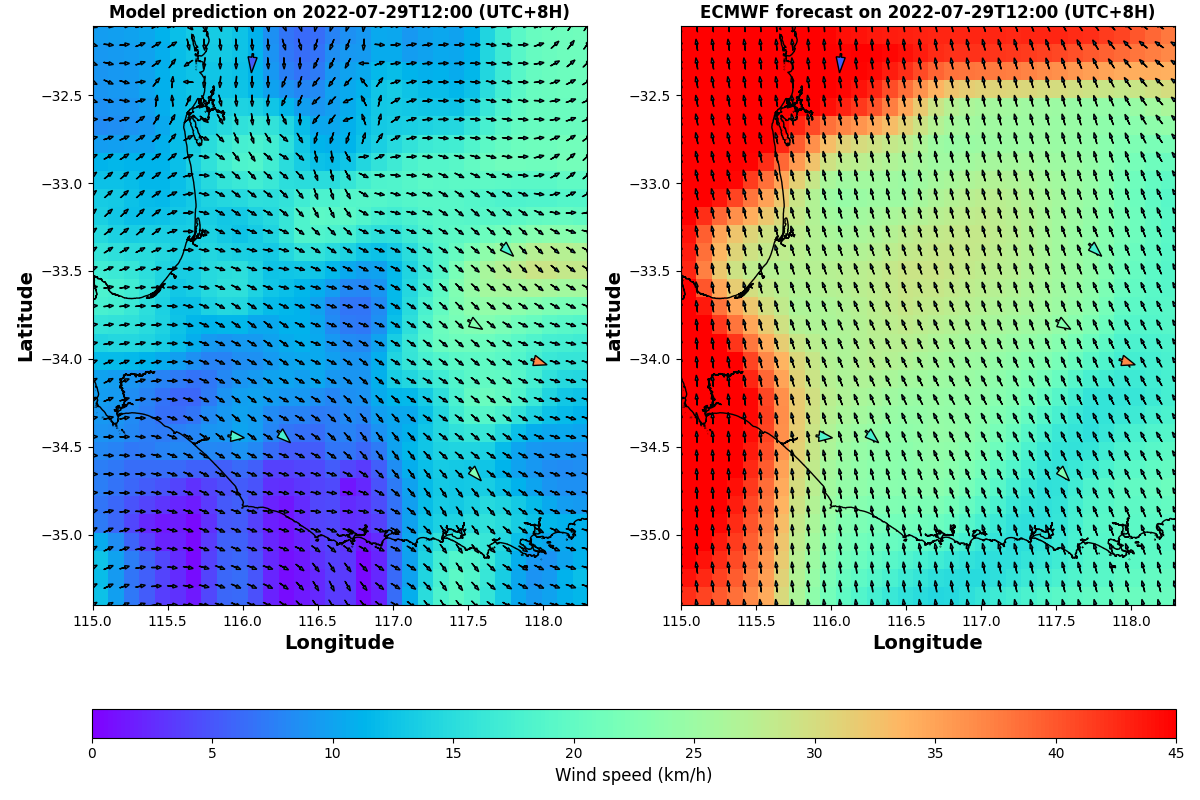 Model prediction on 2022-07-29T12:00 (UTC+8H)
ECMWF forecast on 2022-07-29T12:00 (UTC+8H)
Latitude
−32.5
−33.0
−33.5
−34.0
−34.5
−35.0
115.0 115.5 116.0 116.5 117.0 117.5 118.0
Longitude
Latitude
−32.5
−33.0
−33.5
−34.0
−34.5
−35.0
115.0 115.5 116.0 116.5 117.0 117.5 118.0
Longitude
0 5 10 15 20 25 30 35 40 45
Wind speed (km/h)